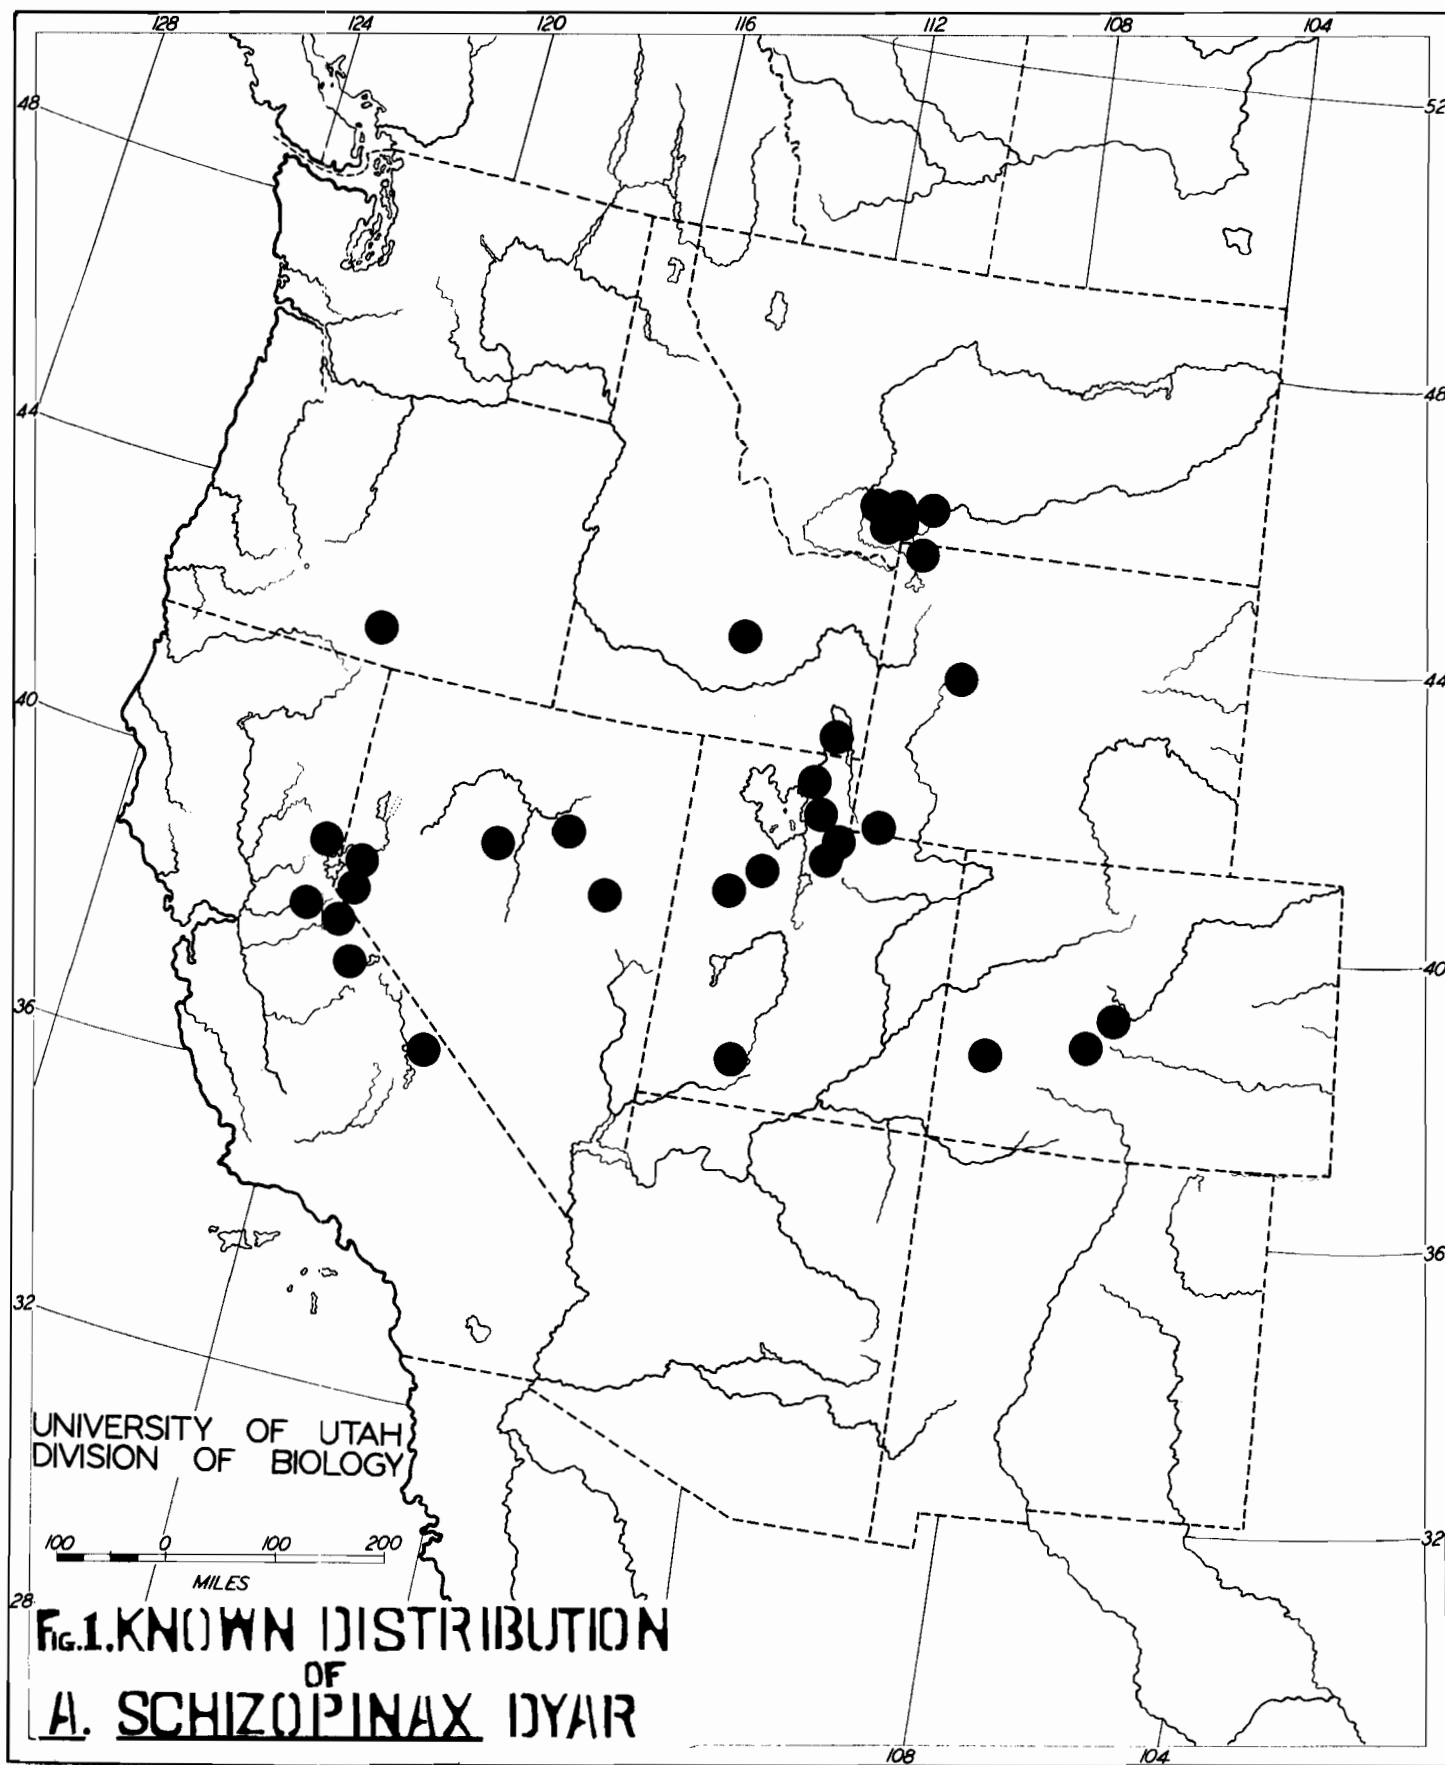 128 124 120 116 112 108 104
48
52
44
48
40
44
36
40
32
36
28
32
UNIVERSITY OF UTAH
DIVISION OF BIOLOGY
100 0 100 200
MILES
FIG.1. KNOWN DISTRIBUTION
OF
A. SCHIZOPINAX DYAR
108 104